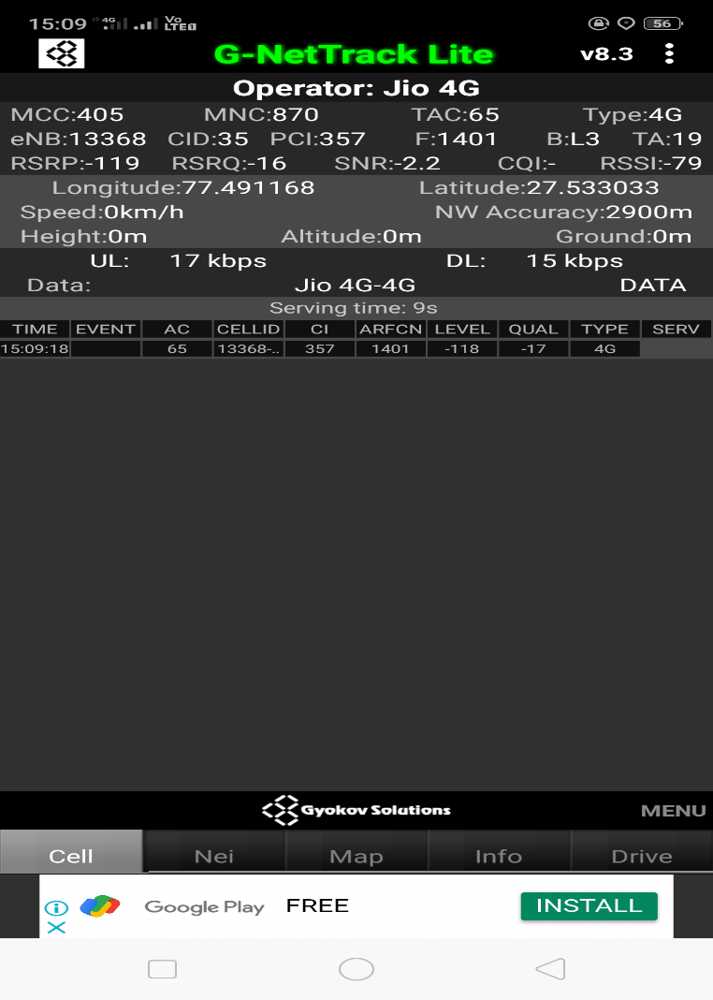 15:09 4G Vo LTE 56
G-NetTrack Lite v8.3
Operator: Jio 4G
MCC:405 MNC:870 TAC:65 Type:4G
eNB:13368 CID:35 PCI:357 F:1401 B:L3 TA:19
RSRP:-119 RSRQ:-16 SNR:-2.2 CQI:- RSSI:-79
Longitude:77.491168 Latitude:27.533033
Speed:0km/h NW Accuracy:2900m
Height:0m Altitude:0m Ground:0m
UL: 17 kbps DL: 15 kbps
Data: Jio 4G-4G DATA
Serving time: 9s
TIME EVENT AC CELLID CI ARFCN LEVEL QUAL TYPE SERV
15:09:18 65 13368-.. 357 1401 -118 -17 4G
Gyokov Solutions MENU
Cell Nei Map Info Drive
Google Play FREE INSTALL